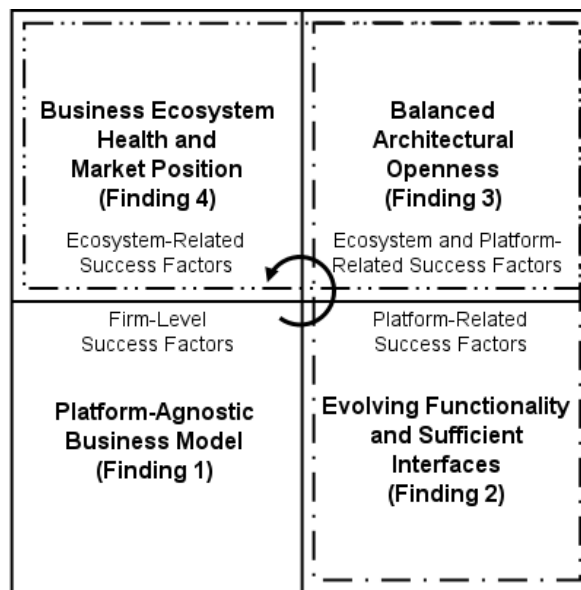 Business Ecosystem
Health and
Market Position
(Finding 4)
Ecosystem-Related
Success Factors
Balanced
Architectural
Openness
(Finding 3)
Ecosystem and Platform-
Related Success Factors
Firm-Level
Success Factors
Platform-Agnostic
Business Model
(Finding 1)
Platform-Related
Success Factors
Evolving Functionality
and Sufficient
Interfaces
(Finding 2)